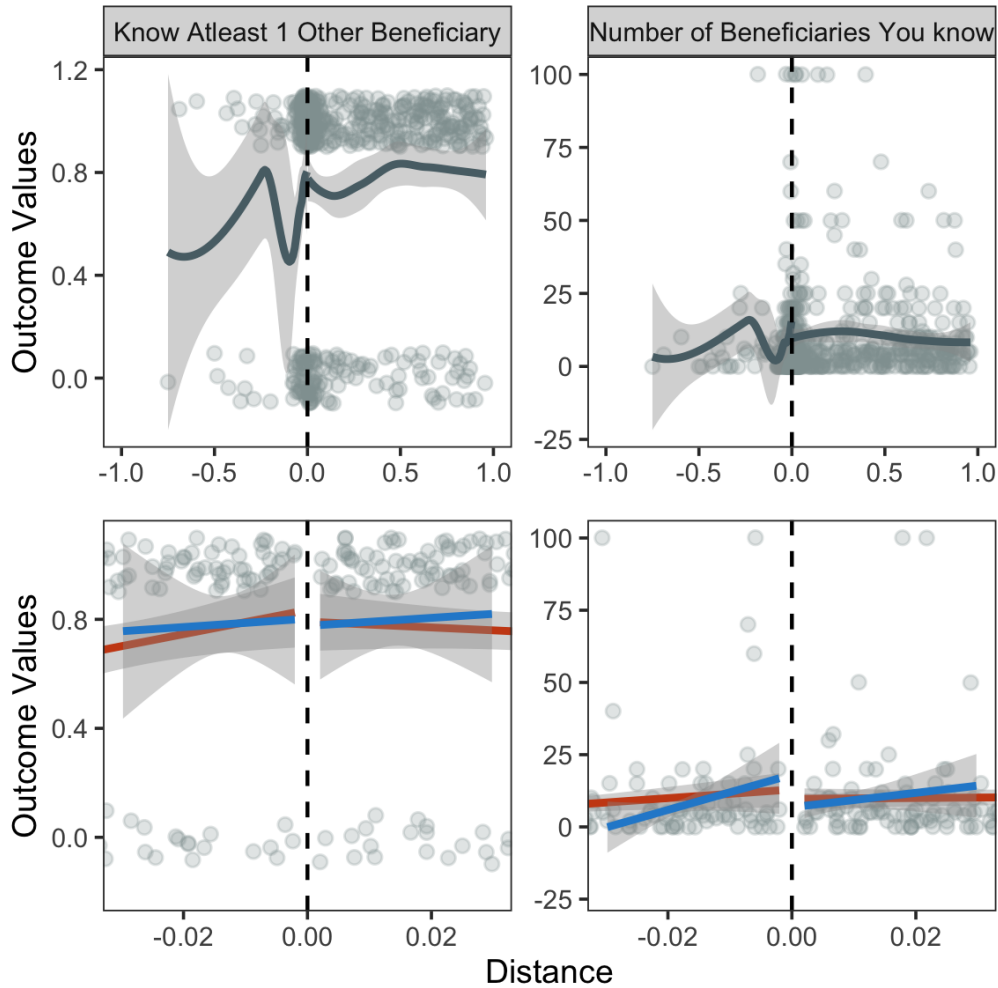 Know Atleast 1 Other Beneficiary
Number of Beneficiaries You know
Outcome Values
1.2
0.8
0.4
0.0
-1.0 -0.5 0.0 0.5 1.0
100
75
50
25
0
-25
-1.0 -0.5 0.0 0.5 1.0
Outcome Values
0.8
0.4
0.0
-0.02 0.00 0.02
100
75
50
25
0
-25
-0.02 0.00 0.02
Distance